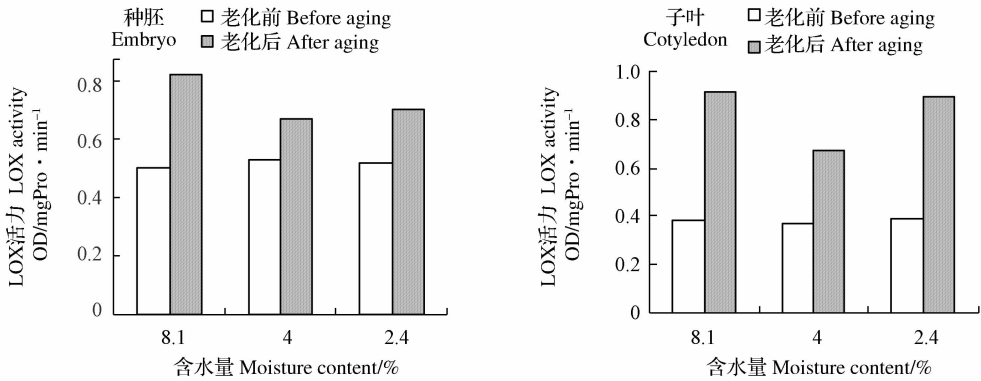 种胚
Embryo
老化前 Before aging
老化后 After aging
LOX活力 LOX activity
OD/mgPro·min⁻¹
0.8
0.6
0.4
0.2
0
8.1
4
2.4
含水量 Moisture content/%
子叶
Cotyledon
老化前 Before aging
老化后 After aging
LOX活力 LOX activity
OD/mgPro·min⁻¹
1.0
0.8
0.6
0.4
0.2
0
8.1
4
2.4
含水量 Moisture content/%